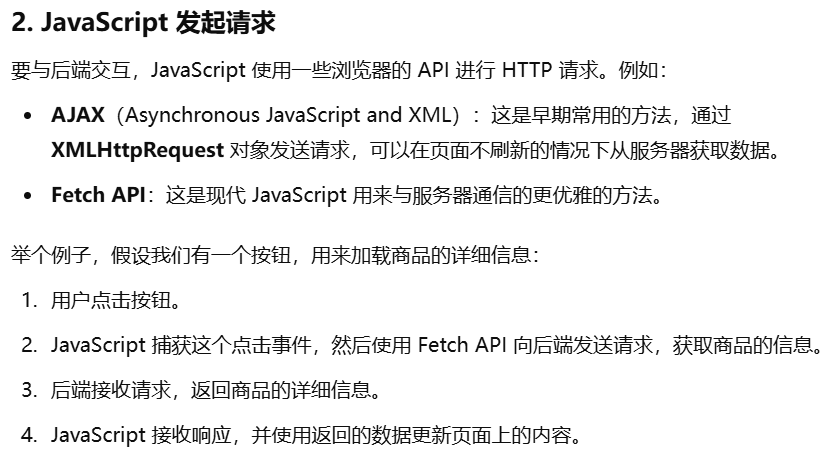 2. JavaScript 发起请求
要与后端交互，JavaScript 使用一些浏览器的 API 进行 HTTP 请求。例如：
• AJAX（Asynchronous JavaScript and XML）：这是早期常用的方法，通过
XMLHttpRequest 对象发送请求，可以在页面不刷新的情况下从服务器获取数据。
• Fetch API：这是现代 JavaScript 用来与服务器通信的更优雅的方法。
举个例子，假设我们有一个按钮，用来加载商品的详细信息：
1. 用户点击按钮。
2. JavaScript 捕获这个点击事件，然后使用 Fetch API 向后端发送请求，获取商品的信息。
3. 后端接收请求，返回商品的详细信息。
4. JavaScript 接收响应，并使用返回的数据更新页面上的内容。